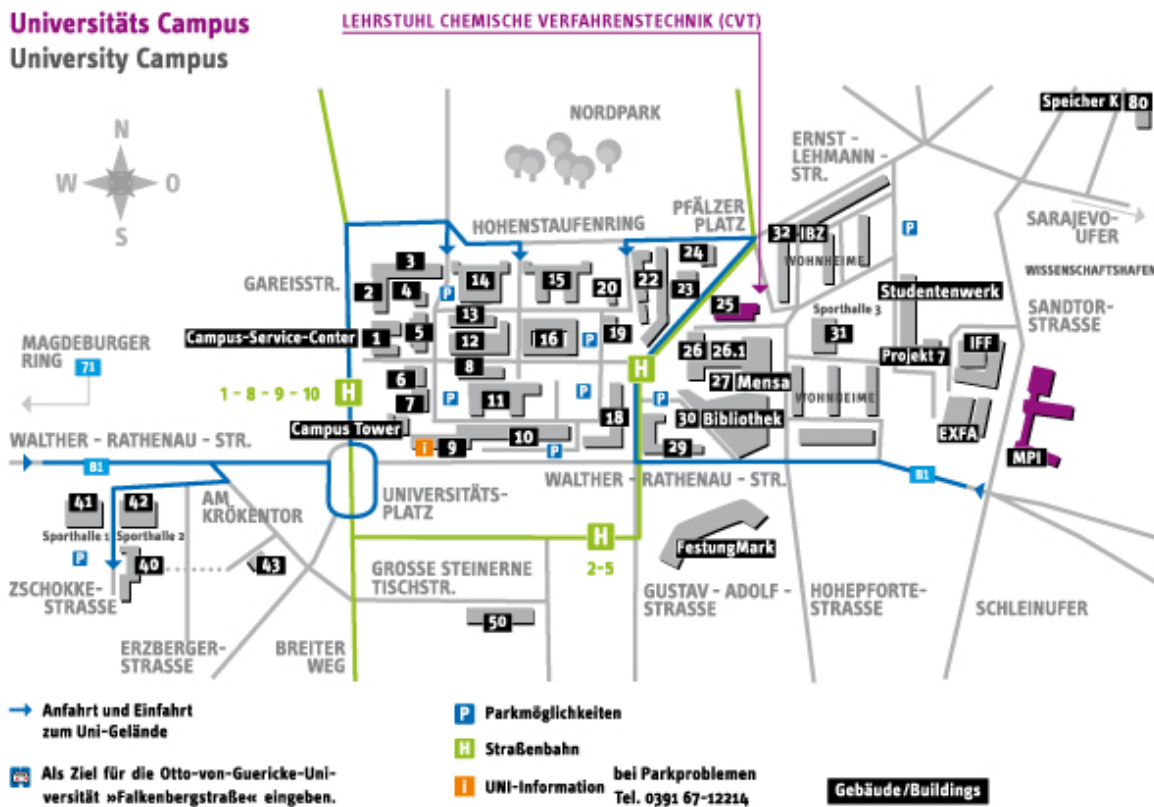 Universitäts Campus
University Campus
LEHRSTUHL CHEMISCHE VERFAHRENSTECHNIK (CVT)
N
W O
S
NORDPARK
Speicher K 80
ERNST -
LEHMANN -
STR.
PFÄLZER
PLATZ
HOHENSTAUFENRING
SARAJEVO-
UFER
32 IBZ
P
WOHNHEIME
WISSENSCHAFTSHAFEN
GAREISSTR.
3
14
15
22
24
23
2
4
P
20
25
Studentenwerk
SANDTOR-
STRASSE
Sporthalle 3
13
19
31
Campus-Service-Center 1
5
12
16
P
26 26.1
Projekt 7
IFF
MAGDEBURGER
RING
71
8
H
27 Mensa
1 - 8 - 9 - 10
H
6
7
P
11
P
18
P
WOHNHEIME
30 Bibliothek
EXFA
Campus Tower
i 9
10
P
29
MPI
WALTHER - RATHENAU - STR.
B1
WALTHER - RATHENAU - STR.
B1
AM
KRÖKENTOR
UNIVERSITÄTS-
PLATZ
41
42
Sporthalle 1
Sporthalle 2
P
40
43
H
2-5
FestungMark
ZSCHOKKE-
STRASSE
GROSSE STEINERNE
TISCHSTR.
GUSTAV - ADOLF -
STRASSE
HOHEPFORTE-
STRASSE
SCHLEINUFER
50
ERZBERGER-
STRASSE
BREITER
WEG
Anfahrt und Einfahrt
zum Uni-Gelände
Als Ziel für die Otto-von-Guericke-Uni-
versität »Falkenbergstraße« eingeben.
P Parkmöglichkeiten
H Straßenbahn
i UNI-Information
bei Parkproblemen
Tel. 0391 67-12214
Gebäude/Buildings